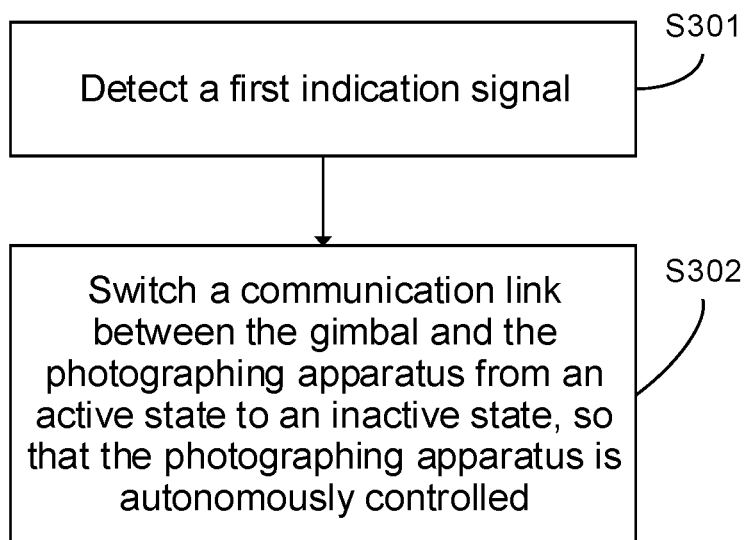 S301
Detect a first indication signal
S302
Switch a communication link
between the gimbal and the
photographing apparatus from an
active state to an inactive state, so
that the photographing apparatus is
autonomously controlled